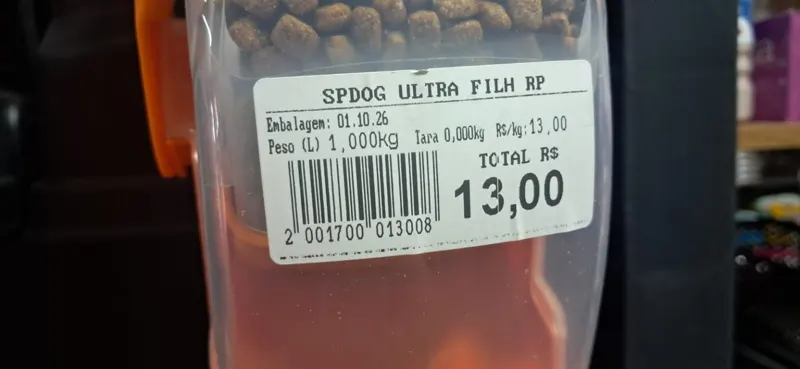 SPDOG ULTRA FILH RP
Embalagem: 01.10.26
Peso (L) 1,000kg Tara 0,000kg R$/kg: 13,00
TOTAL R$
13,00
2 001700 013008